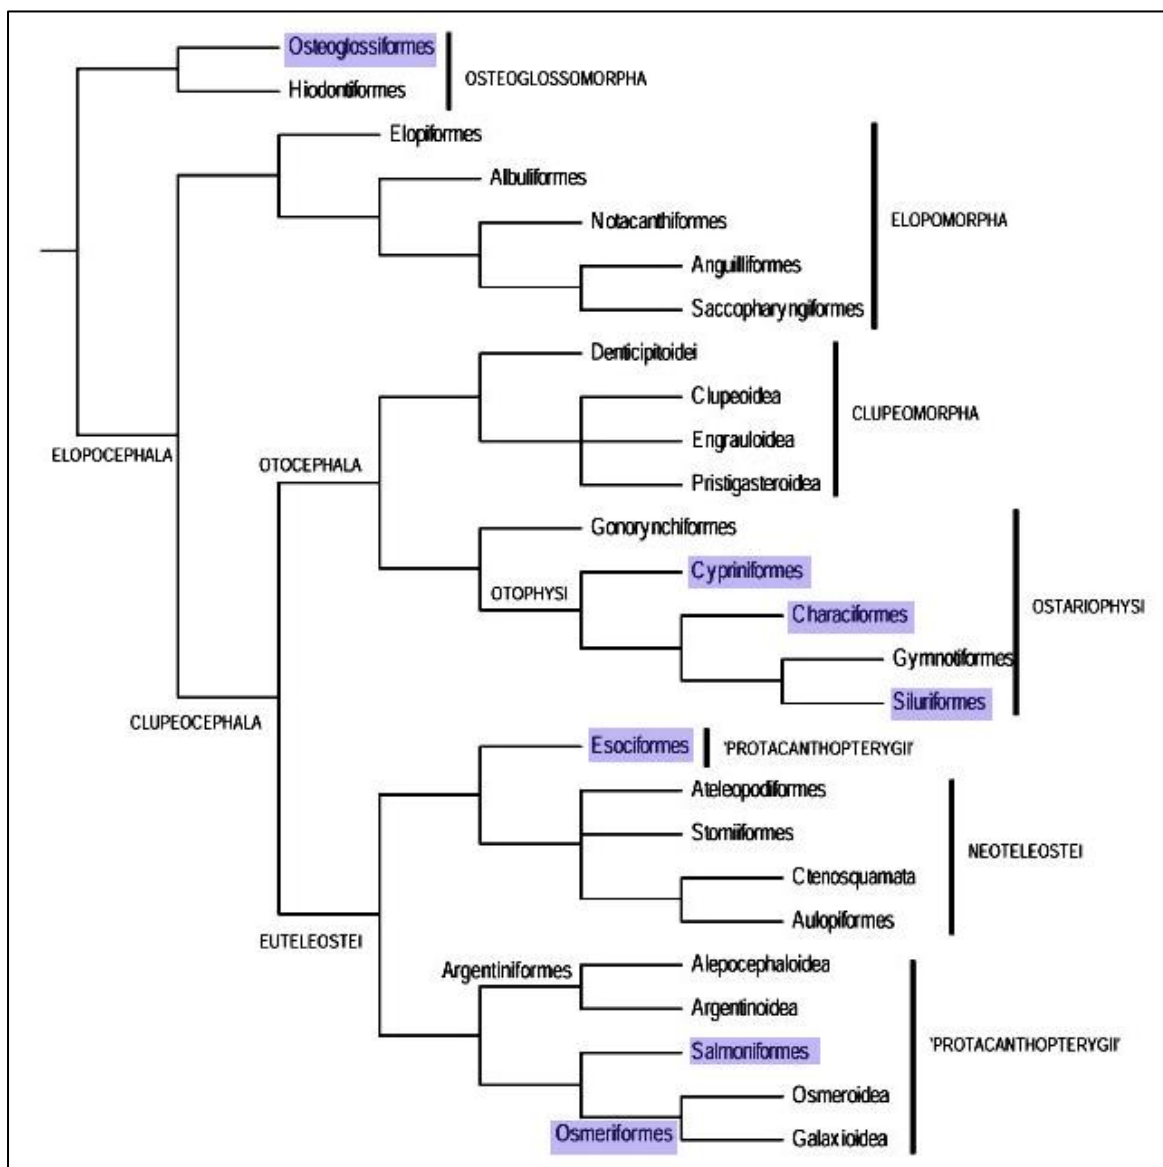 Osteoglossiformes
OSTEOGLOSSOMORPHA
Hiodontiformes
Elopiformes
Albuliformes
Notacanthiformes
ELOPOMORPHA
Anguilliformes
Saccopharyngiformes
Denticipitoidei
Clupeoidea
CLUPEOMORPHA
Engrauloidea
ELOPOCEPHALA
OTOCEPHALA
Pristigasteroidea
Gonorynchiformes
Cypriniformes
OTOPHYSI
Characiformes
OSTARIOPHYSI
Gymnotiformes
Siluriformes
CLUPEOCEPHALA
Esociformes
'PROTACANTHOPTERYGII'
Ateleopodiformes
Stomiiformes
NEOTELEOSTEI
Ctenosquamata
Aulopiformes
EUTELEOSTEI
Argentiniformes
Alepocephaloidea
Argentinoidea
Salmoniformes
'PROTACANTHOPTERYGII'
Osmeroidea
Osmeriformes
Galaxioidea